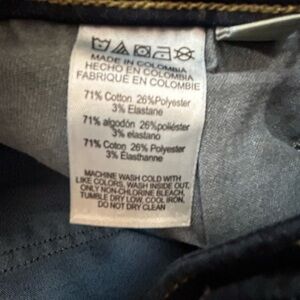 MADE IN COLOMBIA
HECHO EN COLOMBIA
FABRIQUÉ EN COLOMBIE
71% Cotton 26%Polyester
3% Elastane
71% algodón 26%poliéster
3% elastano
71% Coton 26% Polyester
3% Élasthanne
MACHINE WASH COLD WITH
LIKE COLORS, WASH INSIDE OUT,
ONLY NON-CHLORINE BLEACH,
TUMBLE DRY LOW, COOL IRON,
DO NOT DRY CLEAN